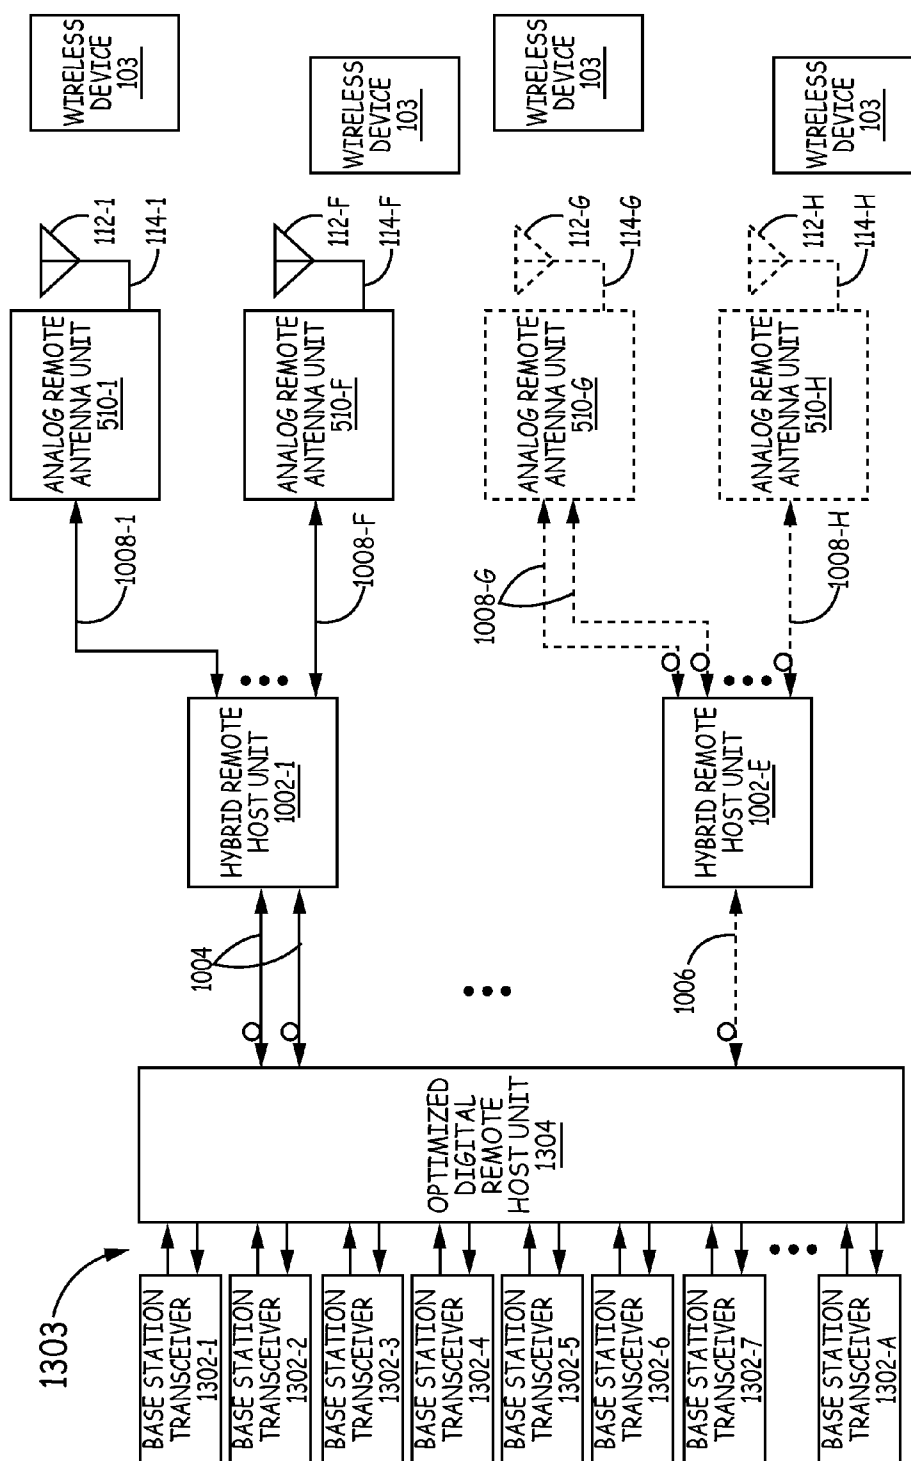 1303
BASE STATION
TRANSCEIVER
1302-1
BASE STATION
TRANSCEIVER
1302-2
BASE STATION
TRANSCEIVER
1302-3
BASE STATION
TRANSCEIVER
1302-4
BASE STATION
TRANSCEIVER
1302-5
BASE STATION
TRANSCEIVER
1302-6
BASE STATION
TRANSCEIVER
1302-7
BASE STATION
TRANSCEIVER
1302-A
OPTIMIZED
DIGITAL
REMOTE
HOST UNIT
1304
1004
1006
HYBRID REMOTE
HOST UNIT
1002-1
HYBRID REMOTE
HOST UNIT
1002-E
1008-1
1008-F
1008-G
1008-H
ANALOG REMOTE
ANTENNA UNIT
510-1
ANALOG REMOTE
ANTENNA UNIT
510-F
ANALOG REMOTE
ANTENNA UNIT
510-G
ANALOG REMOTE
ANTENNA UNIT
510-H
112-1
114-1
112-F
114-F
112-G
114-G
112-H
114-H
WIRELESS
DEVICE
103
WIRELESS
DEVICE
103
WIRELESS
DEVICE
103
WIRELESS
DEVICE
103